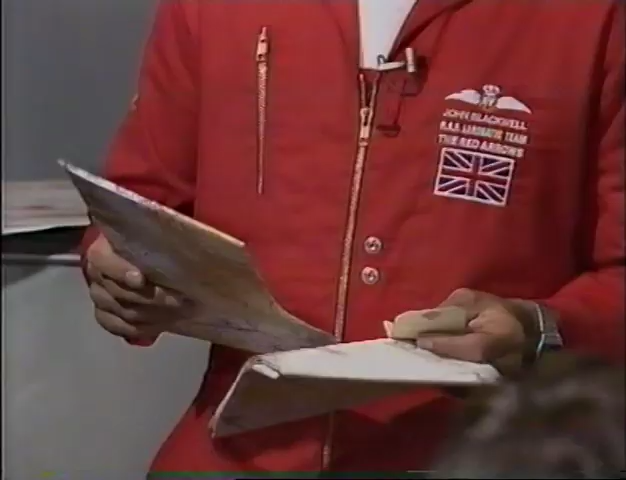 JOHN BLACKWELL
R.A.F. AEROBATIC TEAM
THE RED ARROWS